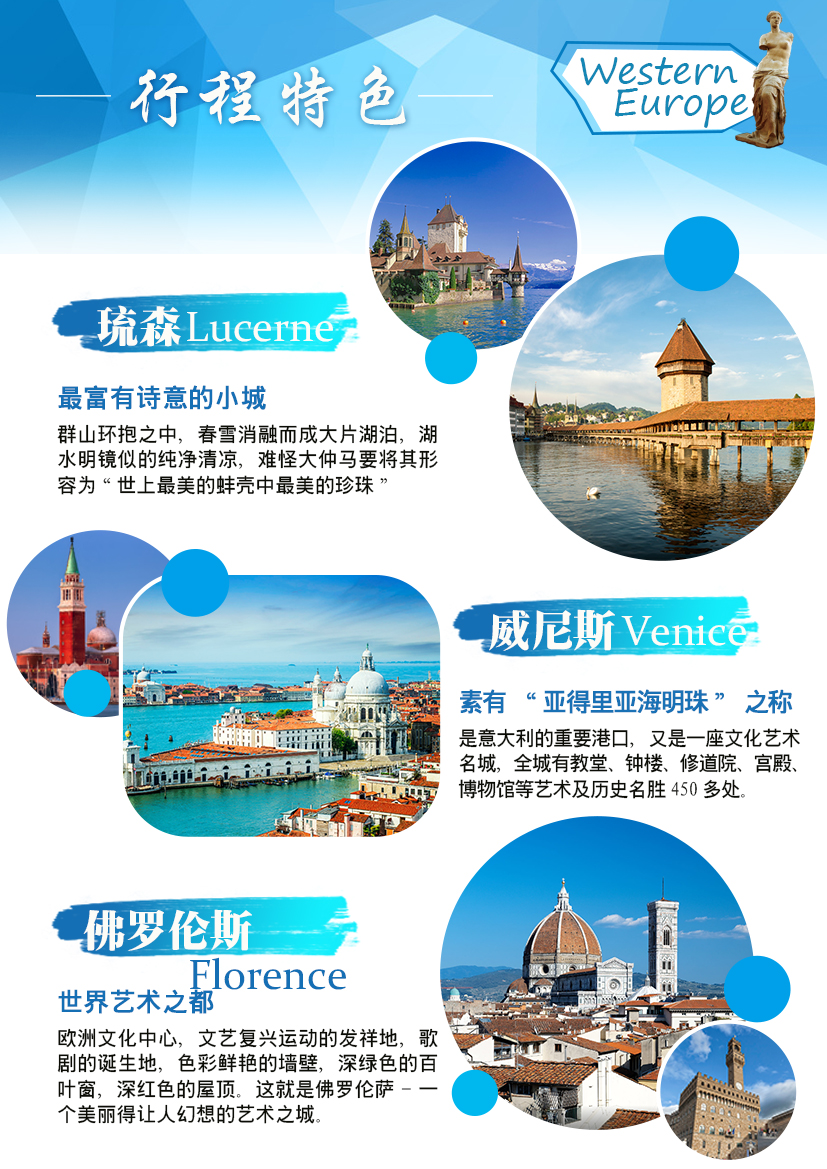 行程特色
Western
Europe
琉森Lucerne
最富有诗意的小城
群山环抱之中，春雪消融而成大片湖泊，湖
水明镜似的纯净清凉，难怪大仲马要将其形
容为“世上最美的蚌壳中最美的珍珠”
威尼斯Venice
素有 “亚得里亚海明珠” 之称
是意大利的重要港口，又是一座文化艺术
名城，全城有教堂、钟楼、修道院、宫殿、
博物馆等艺术及历史名胜 450 多处。
佛罗伦斯
Florence
世界艺术之都
欧洲文化中心，文艺复兴运动的发祥地，歌
剧的诞生地，色彩鲜艳的墙壁，深绿色的百
叶窗，深红色的屋顶。这就是佛罗伦萨 – 一
个美丽得让人幻想的艺术之城。